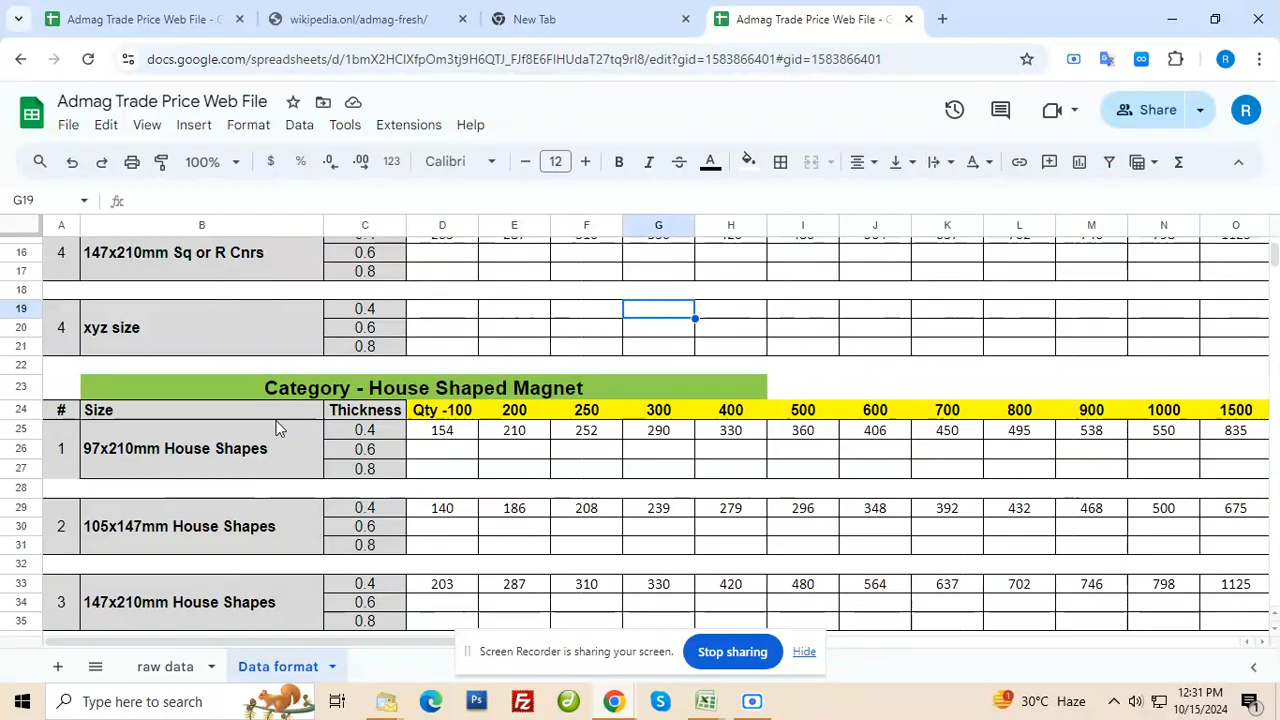 Admag Trade Price Web File - G
wikipedia.onl/admag-fresh/
New Tab
Admag Trade Price Web File - G
docs.google.com/spreadsheets/d/1bmX2HClXfpOm3tj9H6QTJ_FJf8E6FIHUdaT27tq9rI8/edit?gid=1583866401#gid=1583866401
R
Admag Trade Price Web File
Share
R
File Edit View Insert Format Data Tools Extensions Help
100% $ % .0 .00 123 Calibri 12 B I A
G19 fx
A B C D E F G H I J K L M N O
16 4 147x210mm Sq or R Cnrs 0.6
17 0.8
18
19 0.4
20 4 xyz size 0.6
21 0.8
22
23 Category - House Shaped Magnet
24 # Size Thickness Qty -100 200 250 300 400 500 600 700 800 900 1000 1500
25 0.4 154 210 252 290 330 360 406 450 495 538 550 835
26 1 97x210mm House Shapes 0.6
27 0.8
28
29 0.4 140 186 208 239 279 296 348 392 432 468 500 675
30 2 105x147mm House Shapes 0.6
31 0.8
32
33 0.4 203 287 310 330 420 480 564 637 702 746 798 1125
34 3 147x210mm House Shapes 0.6
35 0.8
Screen Recorder is sharing your screen. Stop sharing Hide
raw data Data format
Type here to search
Ps
30°C Haze
12:31 PM
10/15/2024